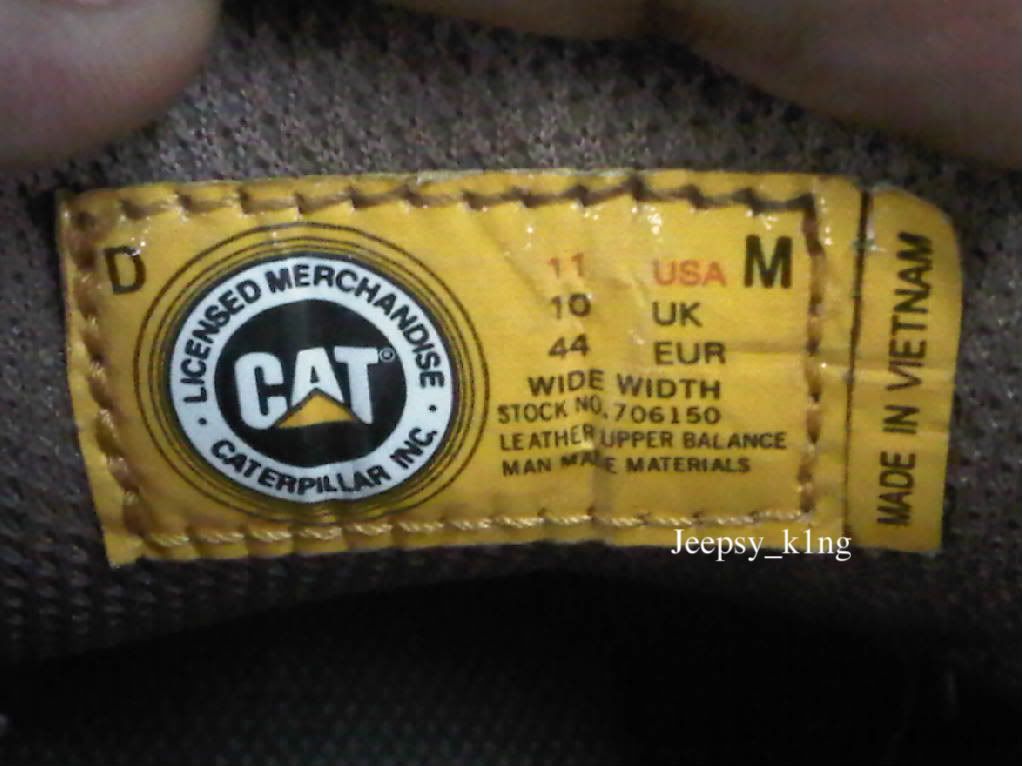 D
LICENSED MERCHANDISE
CAT®
CATERPILLAR INC.
11 USA M
10 UK
44 EUR
WIDE WIDTH
STOCK NO. 706150
LEATHER UPPER BALANCE
MAN MADE MATERIALS
MADE IN VIETNAM
Jeepsy_k1ng